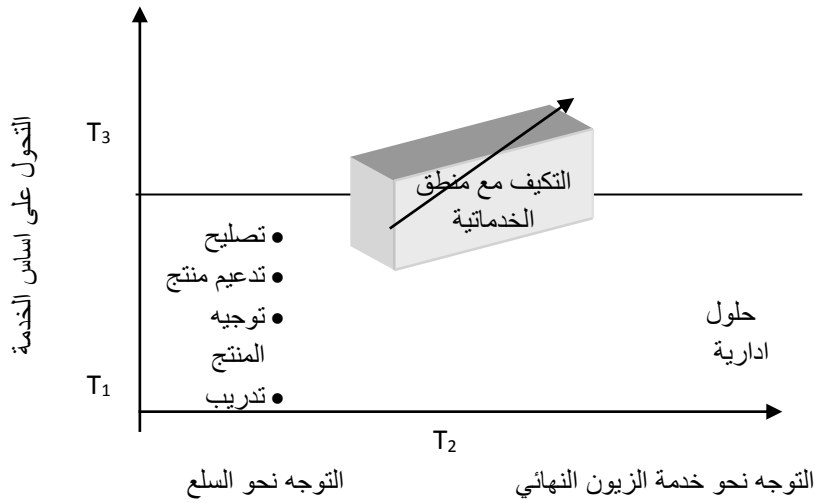 التحول على اساس الخدمة
T3
التكيف مع منطق
الخدماتية
• تصليح
• تدعيم منتج
• توجيه
المنتج
• تدريب
حلول
ادارية
T1
T2
التوجه نحو السلع
التوجه نحو خدمة الزبون النهائي